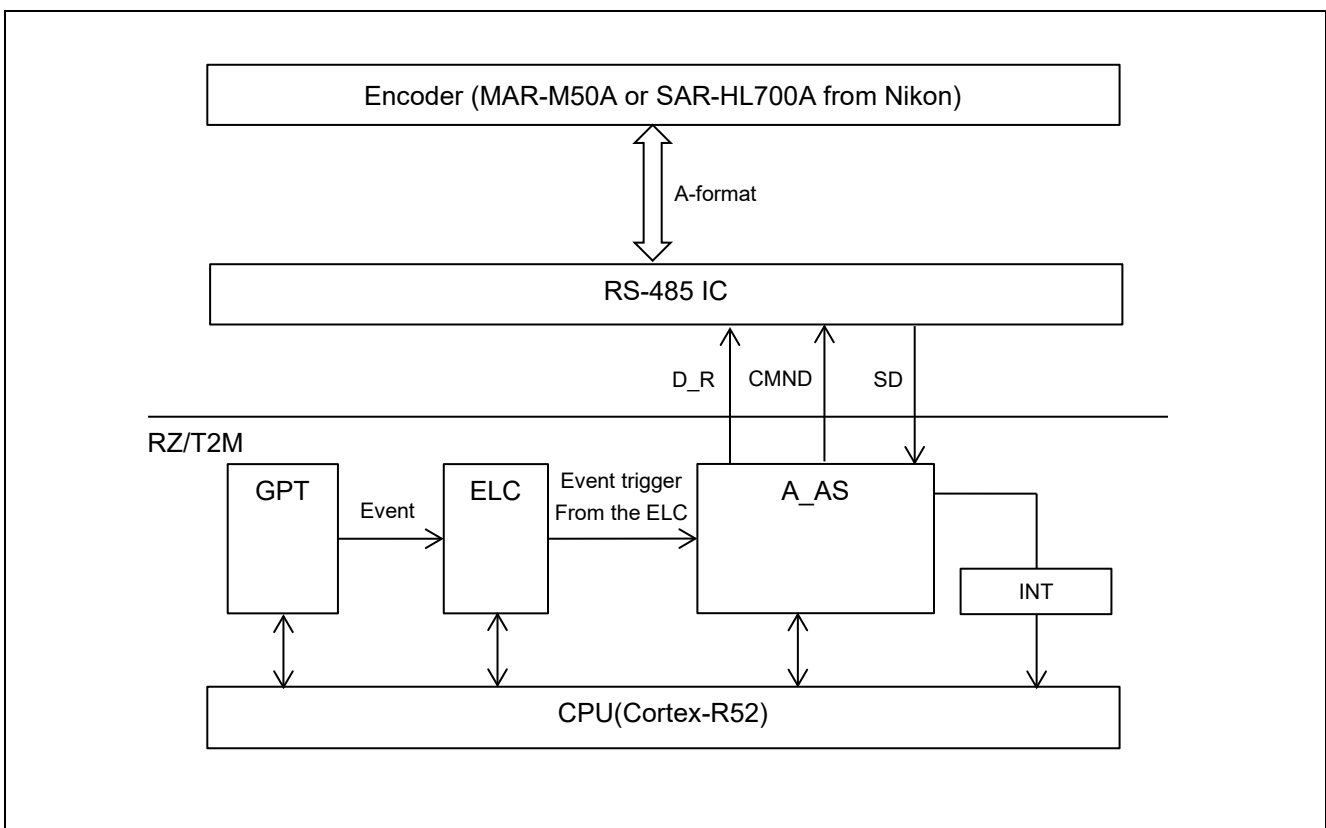 Encoder (MAR-M50A or SAR-HL700A from Nikon)
A-format
RS-485 IC
D_R
CMND
SD
RZ/T2M
GPT
Event
ELC
Event trigger
From the ELC
A_AS
INT
CPU(Cortex-R52)